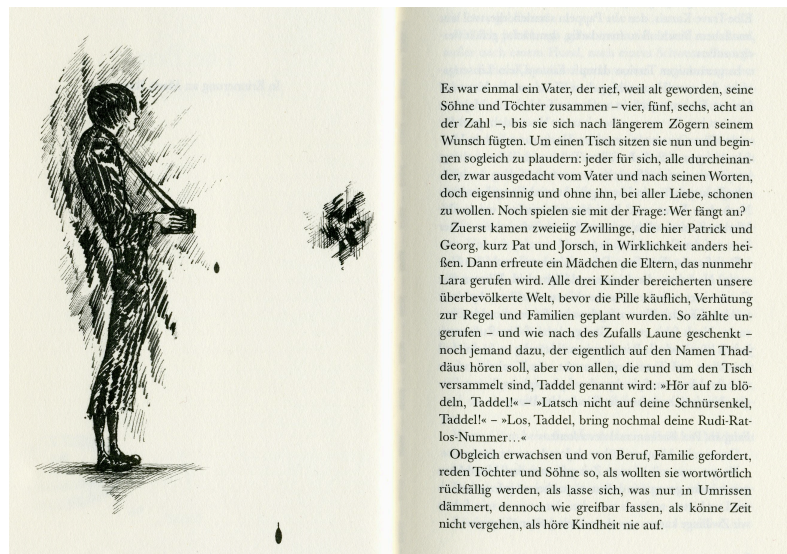 Es war einmal ein Vater, der rief, weil alt geworden, seine
Söhne und Töchter zusammen – vier, fünf, sechs, acht an
der Zahl –, bis sie sich nach längerem Zögern seinem
Wunsch fügten. Um einen Tisch sitzen sie nun und begin-
nen sogleich zu plaudern: jeder für sich, alle durcheinan-
der, zwar ausgedacht vom Vater und nach seinen Worten,
doch eigensinnig und ohne ihn, bei aller Liebe, schonen
zu wollen. Noch spielen sie mit der Frage: Wer fängt an?
Zuerst kamen zweieiig Zwillinge, die hier Patrick und
Georg, kurz Pat und Jorsch, in Wirklichkeit anders hei-
ßen. Dann erfreute ein Mädchen die Eltern, das nunmehr
Lara gerufen wird. Alle drei Kinder bereicherten unsere
überbevölkerte Welt, bevor die Pille käuflich, Verhütung
zur Regel und Familien geplant wurden. So zählte un-
gerufen – und wie nach des Zufalls Laune geschenkt –
noch jemand dazu, der eigentlich auf den Namen Thad-
däus hören soll, aber von allen, die rund um den Tisch
versammelt sind, Taddel genannt wird: »Hör auf zu blö-
deln, Taddel!« – »Latsch nicht auf deine Schnürsenkel,
Taddel!« – »Los, Taddel, bring nochmal deine Rudi-Rat-
los-Nummer…«
Obgleich erwachsen und von Beruf, Familie gefordert,
reden Töchter und Söhne so, als wollten sie wortwörtlich
rückfällig werden, als lasse sich, was nur in Umrissen
dämmert, dennoch wie greifbar fassen, als könne Zeit
nicht vergehen, als höre Kindheit nie auf.